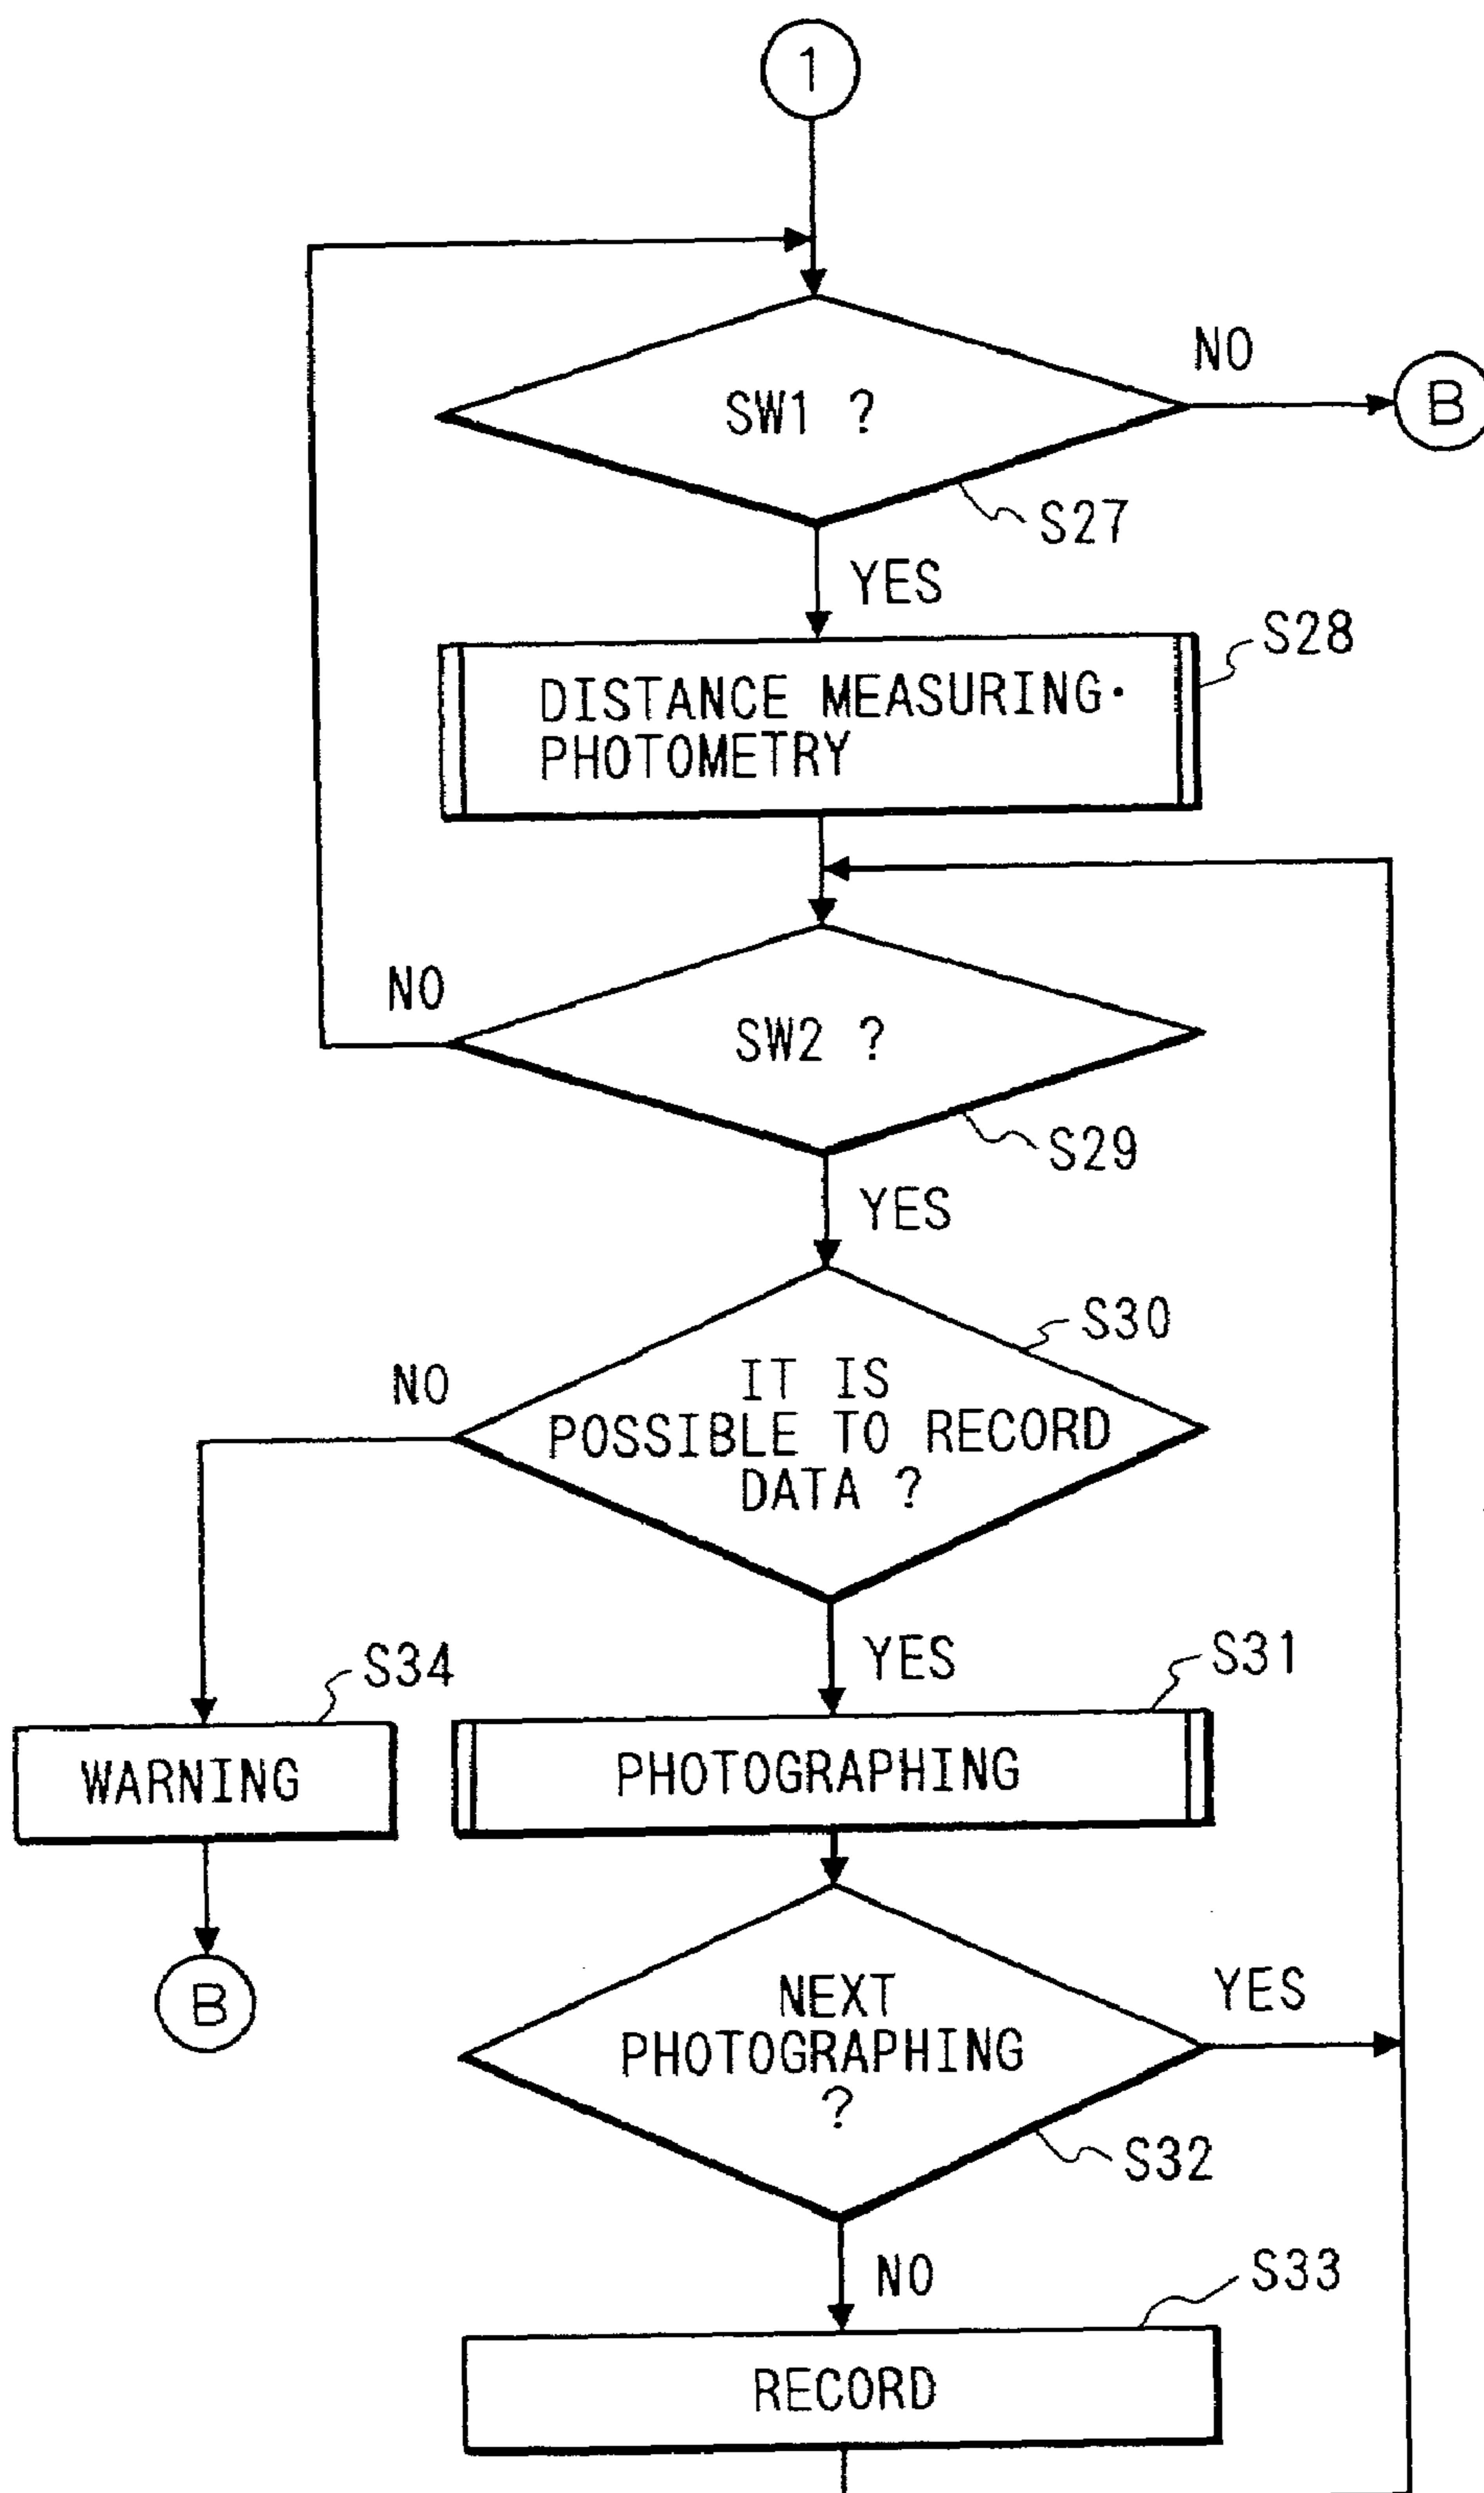 1
SW1 ?
NO
B
S27
YES
S28
DISTANCE MEASURING·
PHOTOMETRY
NO
SW2 ?
S29
YES
S30
NO
IT IS
POSSIBLE TO RECORD
DATA ?
S34
YES
S31
WARNING
PHOTOGRAPHING
B
NEXT
PHOTOGRAPHING
?
YES
S32
NO
S33
RECORD